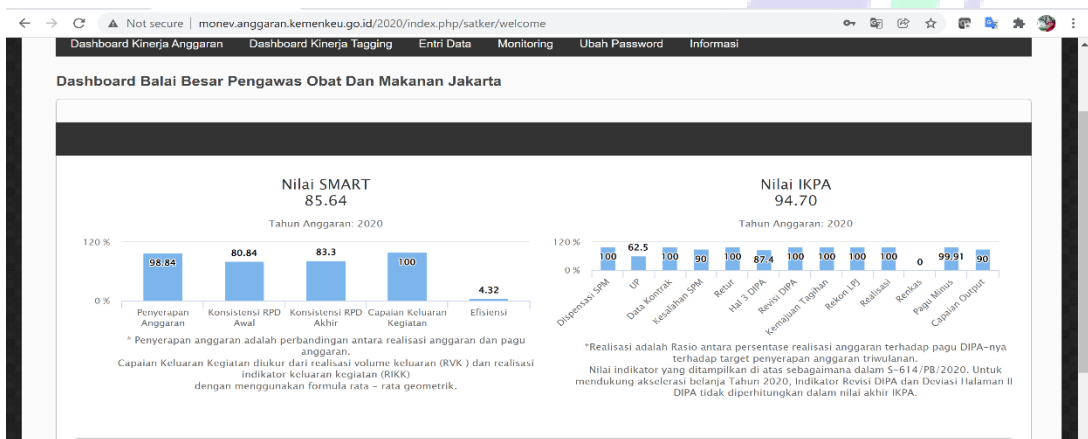 Not secure | monev.anggaran.kemenkeu.go.id/2020/index.php/satker/welcome
Dashboard Kinerja Anggaran Dashboard Kinerja Tagging Entri Data Monitoring Ubah Password Informasi
Dashboard Balai Besar Pengawas Obat Dan Makanan Jakarta
Nilai SMART
85.64
Tahun Anggaran: 2020
120 %
0 %
98.84
80.84
83.3
100
4.32
Penyerapan Anggaran
Konsistensi RPD Awal
Konsistensi RPD Akhir
Capaian Keluaran Kegiatan
Efisiensi
* Penyerapan anggaran adalah perbandingan antara realisasi anggaran dan pagu
anggaran.
Capaian Keluaran Kegiatan diukur dari realisasi volume keluaran (RVK ) dan realisasi
indikator keluaran kegiatan (RIKK)
dengan menggunakan formula rata - rata geometrik.
Nilai IKPA
94.70
Tahun Anggaran: 2020
120 %
0 %
100
62.5
100
90
100
87.4
100
100
100
100
0
99.91
90
Dispensasi SPM
UP
Data Kontrak
Kesalahan SPM
Retur
Hal 3 DIPA
Revisi DIPA
Kemajuan Tagihan
Rekon LPJ
Realisasi
Renkas
Pagu Minus
Capaian Output
*Realisasi adalah Rasio antara persentase realisasi anggaran terhadap pagu DIPA-nya
terhadap target penyerapan anggaran triwulanan.
Nilai indikator yang ditampilkan di atas sebagaimana dalam S-614/PB/2020. Untuk
mendukung akselerasi belanja Tahun 2020, Indikator Revisi DIPA dan Deviasi Halaman II
DIPA tidak diperhitungkan dalam nilai akhir IKPA.